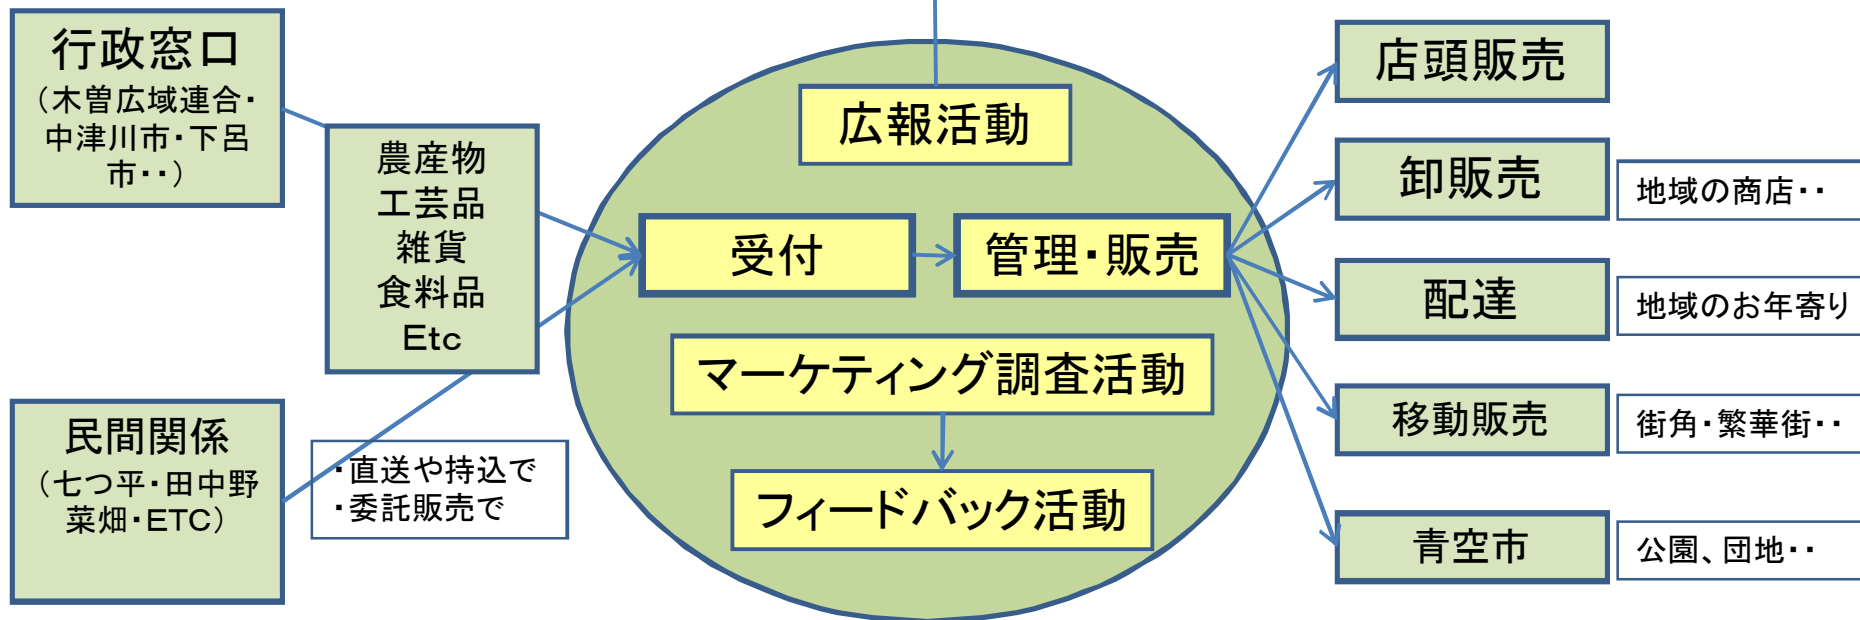 行政窓口
（木曽広域連合・
中津川市・下呂
市・・）
農産物
工芸品
雑貨
食料品
Etc
民間関係
（七つ平・田中野
菜畑・ETC）
・直送や持込で
・委託販売で
広報活動
受付
管理・販売
マーケティング調査活動
フィードバック活動
店頭販売
卸販売
地域の商店・・
配達
地域のお年寄り
移動販売
街角・繁華街・・
青空市
公園、団地・・